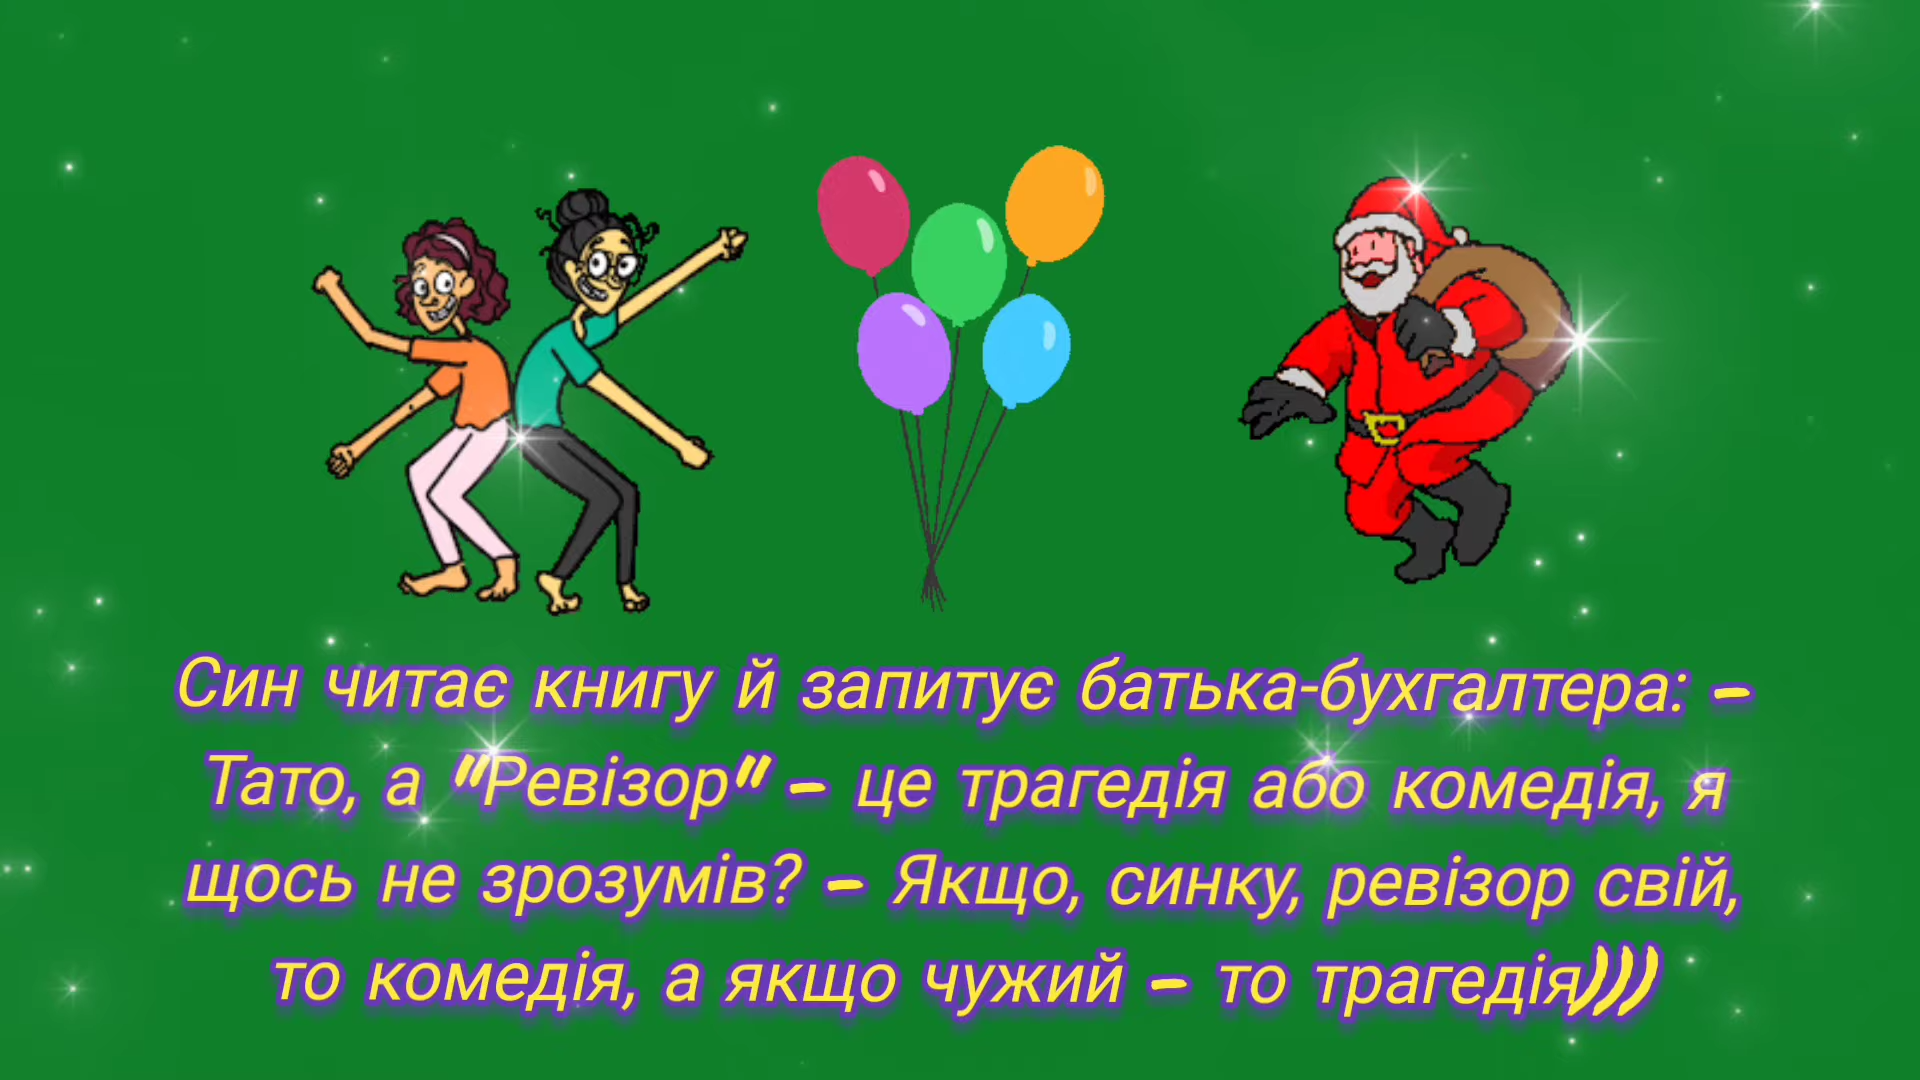 Син читає книгу й запитує батька-бухгалтера: –
Тато, а "Ревізор" – це трагедія або комедія, я
щось не зрозумів? – Якщо, синку, ревізор свій,
то комедія, а якщо чужий – то трагедія)))